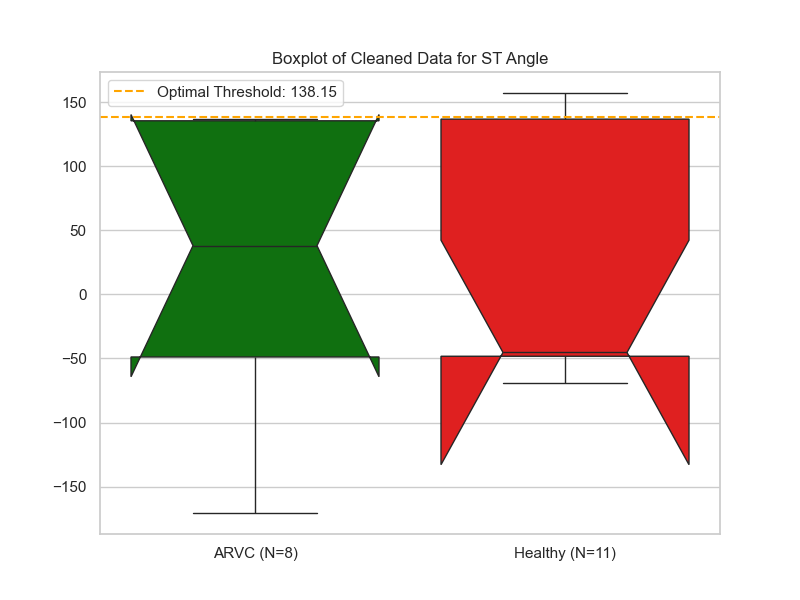 Boxplot of Cleaned Data for ST Angle
Optimal Threshold: 138.15
150
100
50
0
−50
−100
−150
ARVC (N=8)
Healthy (N=11)